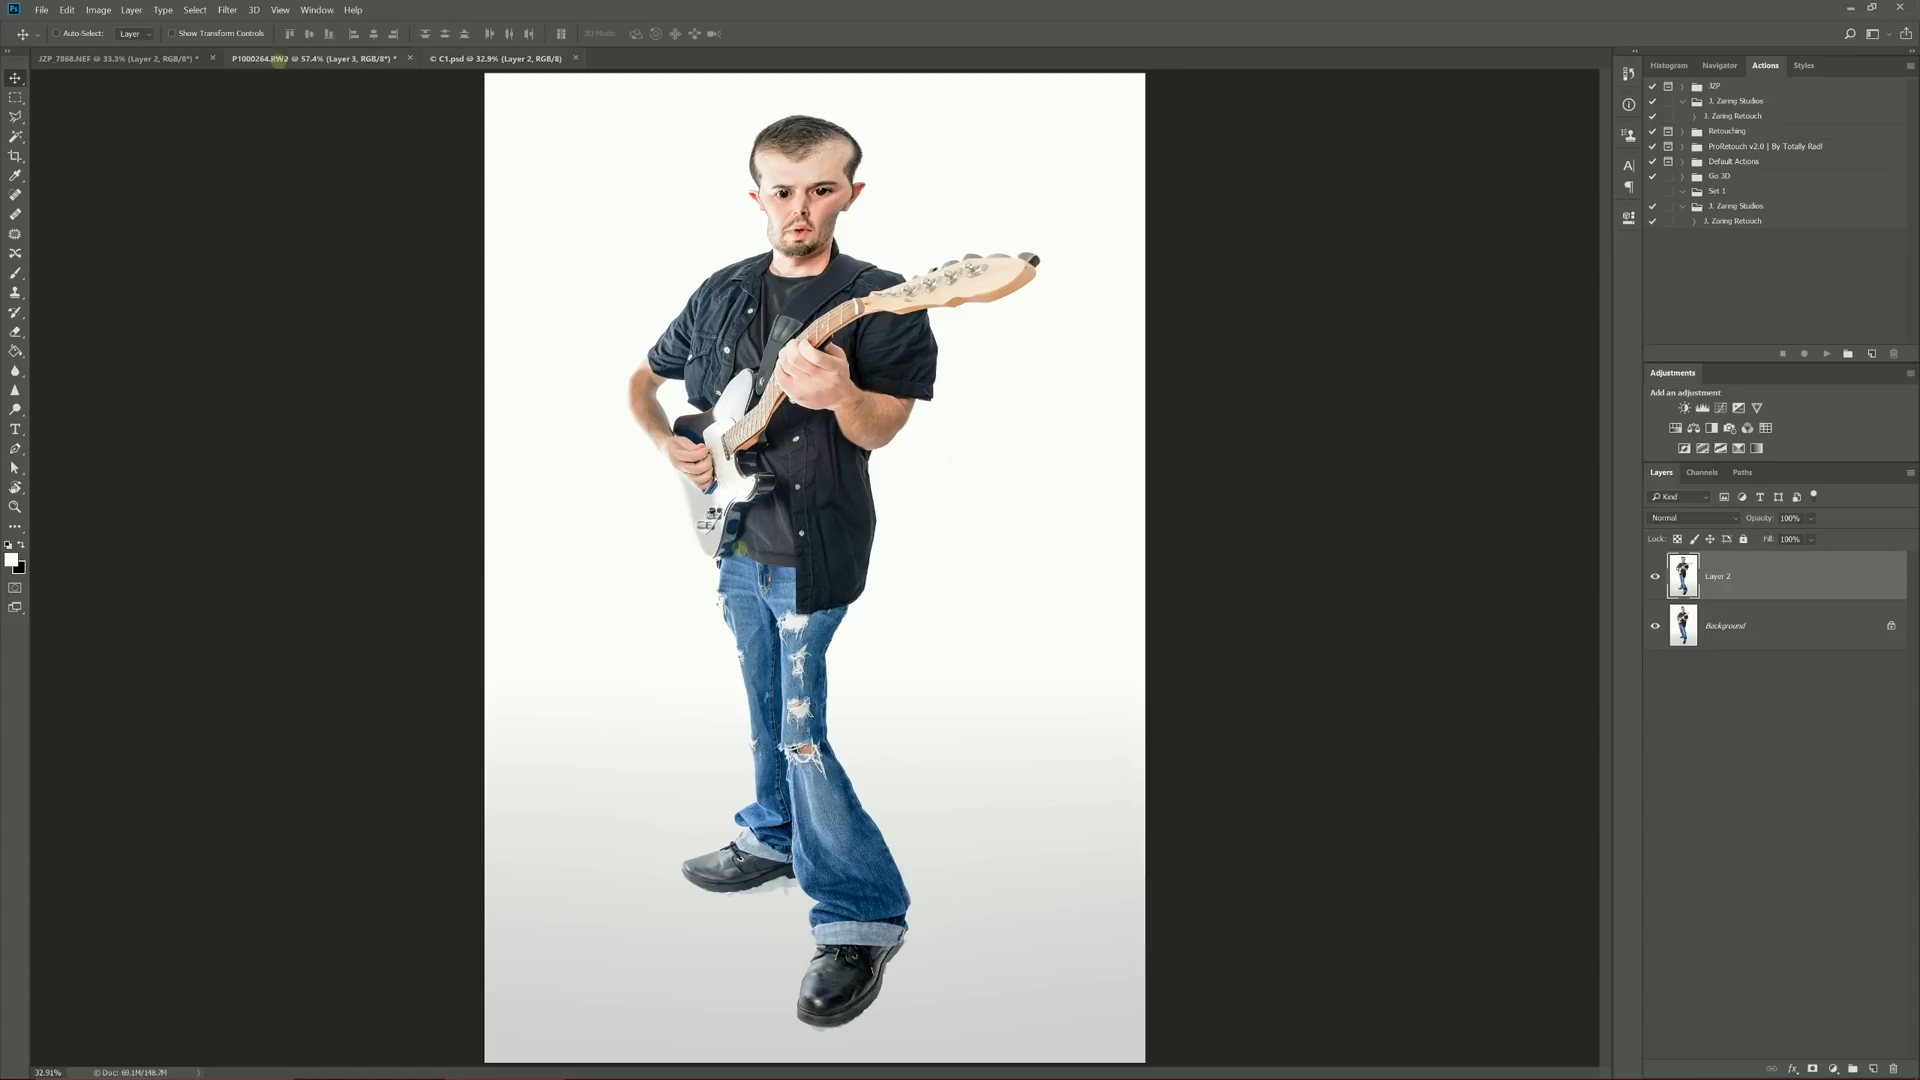 Ps File Edit Image Layer Type Select Filter 3D View Window Help
Auto-Select: Layer Show Transform Controls 3D Mode:
JZP_7868.NEF @ 33.3% (Layer 2, RGB/8*) * P1000264.RW2 @ 57.4% (Layer 3, RGB/8*) * © C1.psd @ 32.9% (Layer 2, RGB/8)
Histogram Navigator Actions Styles
JZP
J. Zaring Studios
J. Zaring Retouch
Retouching
ProRetouch v2.0 | By Totally Rad!
Default Actions
Go 3D
Set 1
J. Zaring Studios
J. Zaring Retouch
Adjustments
Add an adjustment
Layers Channels Paths
Kind
Normal Opacity: 100%
Lock: Fill: 100%
Layer 2
Background
32.91% © Doc: 69.1M/148.7M